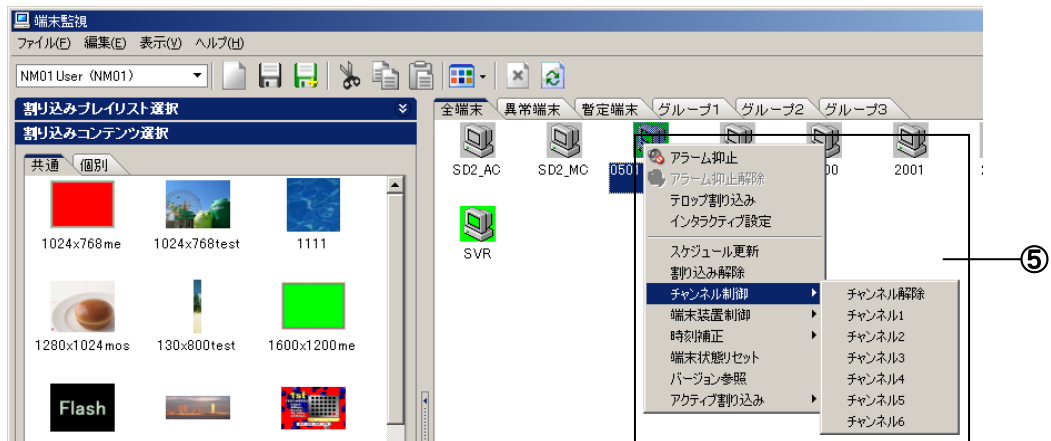 端末監視
ファイル(F) 編集(E) 表示(V) ヘルプ(H)
NM01 User (NM01)
割り込みプレイリスト選択
割り込みコンテンツ選択
共通 個別
1024x768me 1024x768test 1111
1280x1024mos 130x800test 1600x1200me
Flash
1st
全端末 異常端末 暫定端末 グループ1 グループ2 グループ3
SD2_AC SD2_MC 0501 00 2001
SVR
アラーム抑止
アラーム抑止解除
テロップ割り込み
インタラクティブ設定
スケジュール更新
割り込み解除
チャンネル制御
端末装置制御
時刻補正
端末状態リセット
バージョン参照
アクティブ割り込み
チャンネル解除
チャンネル1
チャンネル2
チャンネル3
チャンネル4
チャンネル5
チャンネル6
⑤